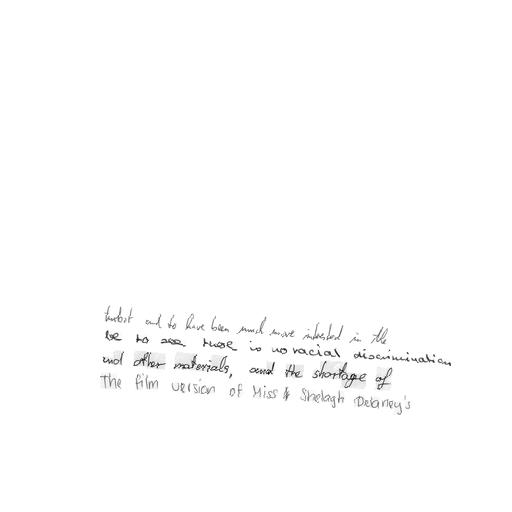 turbot and to have been much more interested in the
be to see there is no racial discrimination
and other materials, and the shortage of
The film version of Miss Shelagh Delaney's